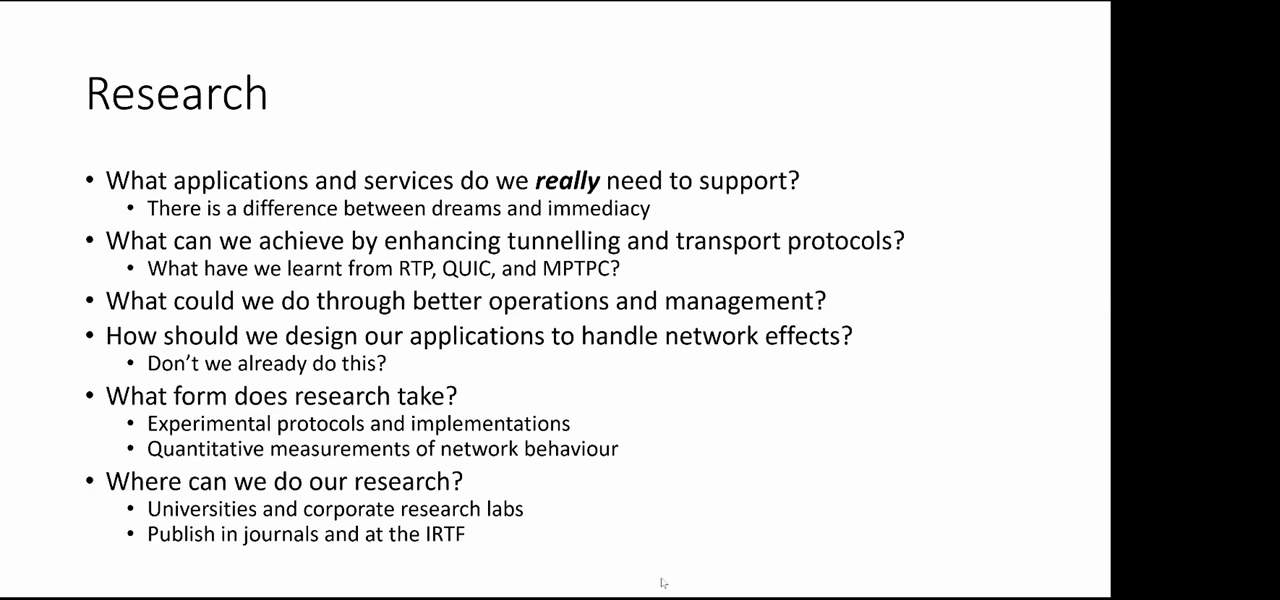 Research
• What applications and services do we really need to support?
• There is a difference between dreams and immediacy
• What can we achieve by enhancing tunnelling and transport protocols?
• What have we learnt from RTP, QUIC, and MPTPC?
• What could we do through better operations and management?
• How should we design our applications to handle network effects?
• Don’t we already do this?
• What form does research take?
• Experimental protocols and implementations
• Quantitative measurements of network behaviour
• Where can we do our research?
• Universities and corporate research labs
• Publish in journals and at the IRTF